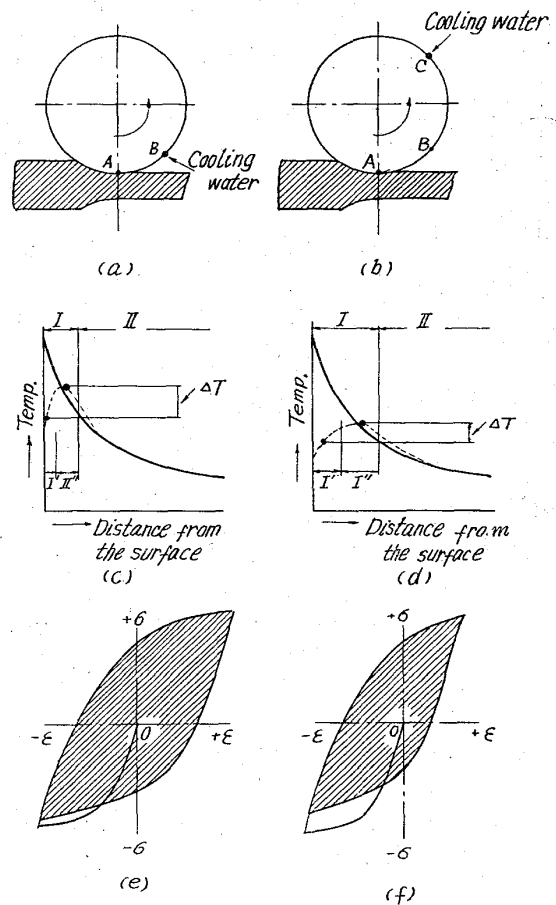 Cooling water
C
B
A
Cooling
water
B
A
(a)
(b)
I II
I II
Temp.
ΔT
Temp.
ΔT
I' II''
I' I''
Distance from
the surface
Distance from
the surface
(c)
(d)
+6
+6
-ε
0
+ε
-ε
0
+ε
-6
-6
(e)
(f)